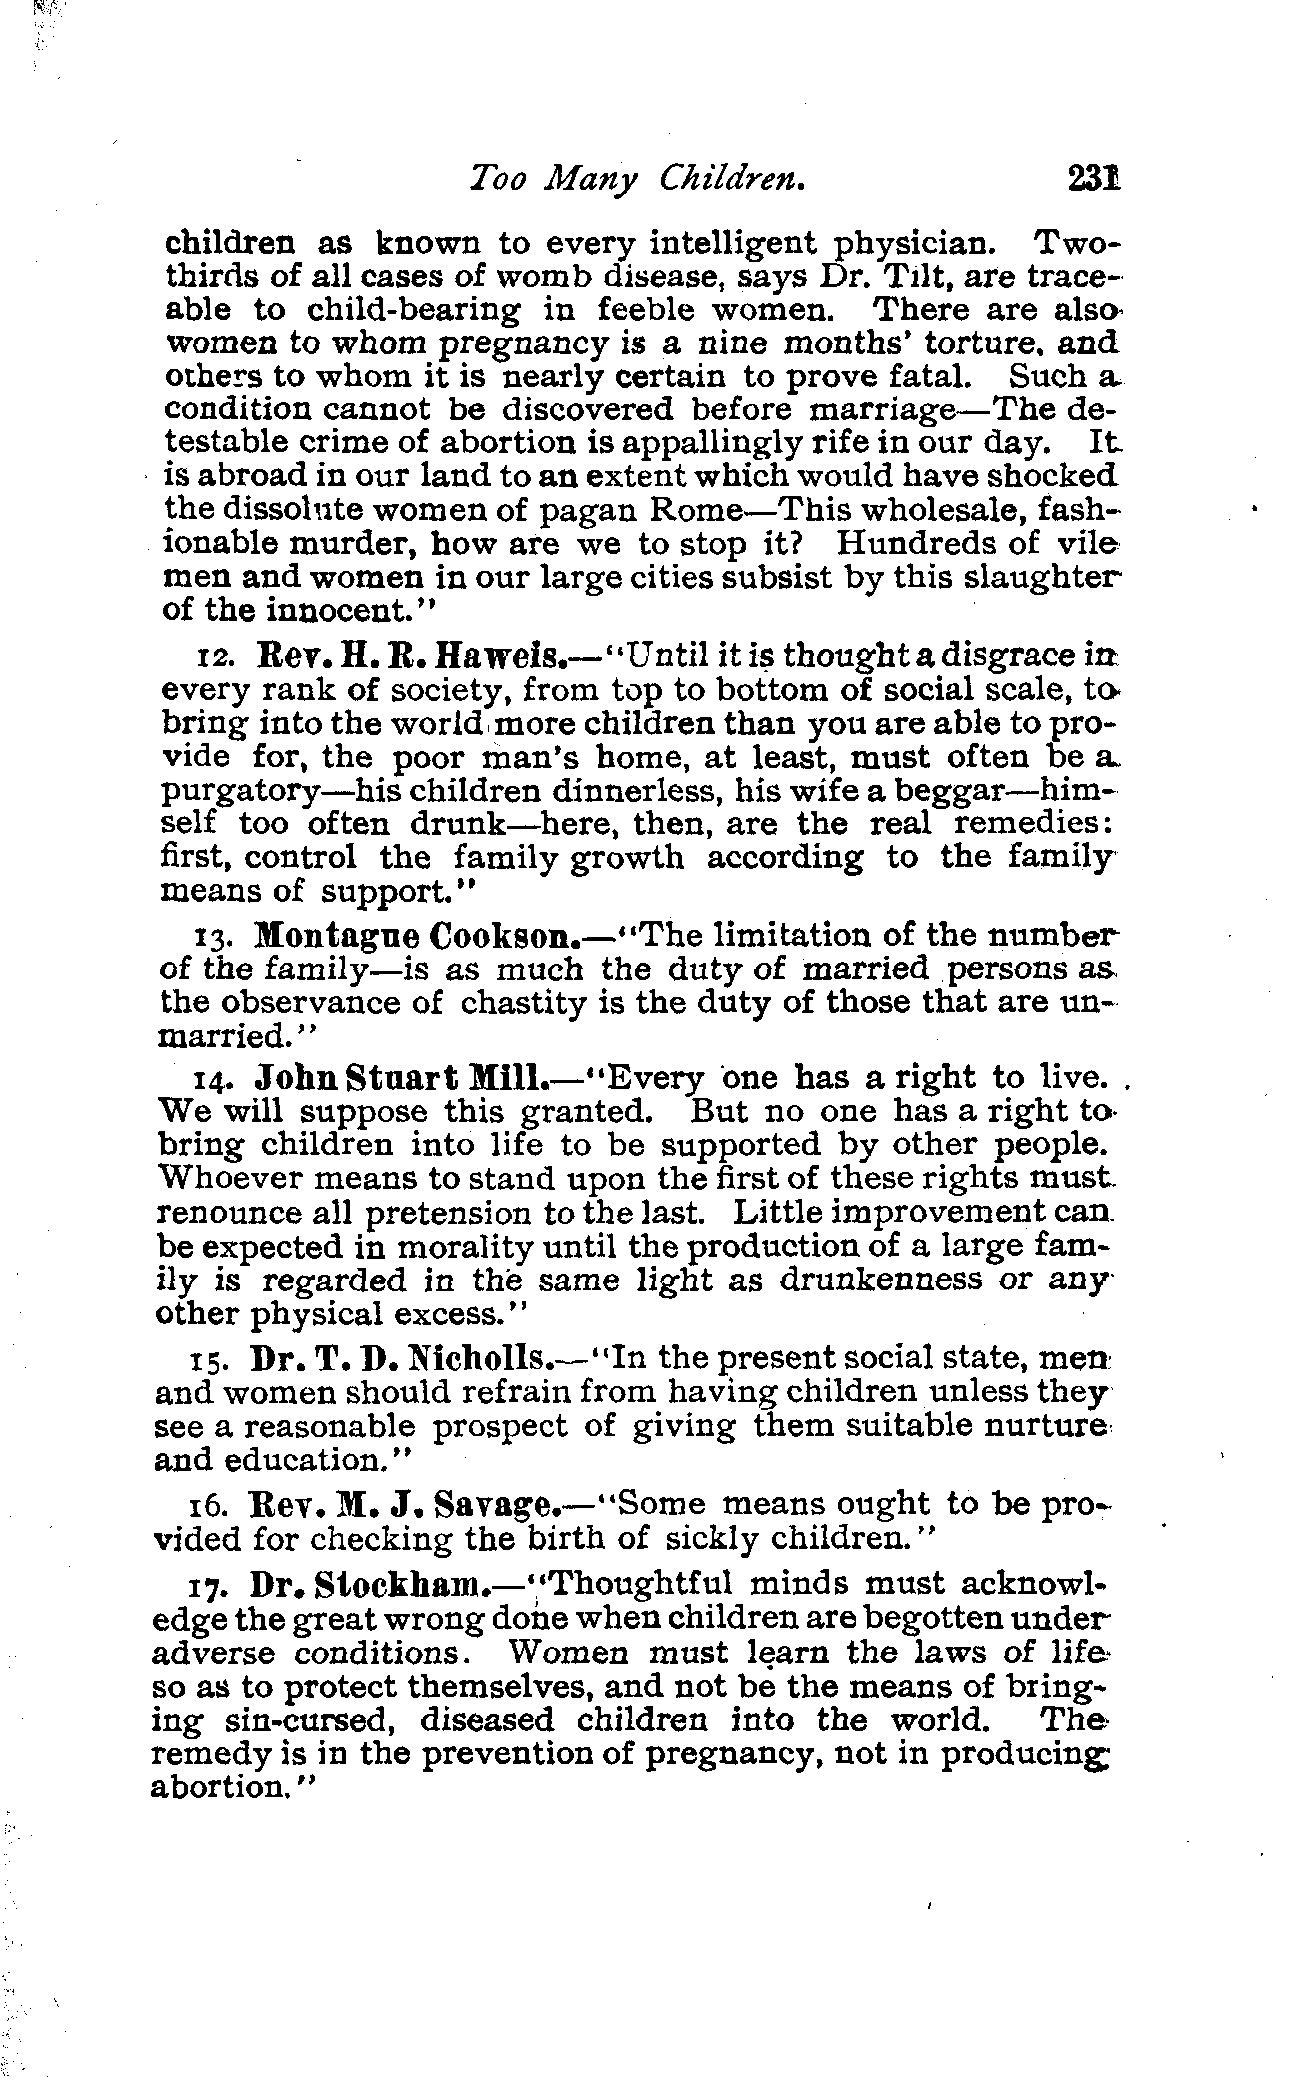 Too Many Children. 231
children as known to every intelligent physician. Two-
thirds of all cases of womb disease, says Dr. Tilt, are trace-
able to child-bearing in feeble women. There are also
women to whom pregnancy is a nine months' torture, and
others to whom it is nearly certain to prove fatal. Such a
condition cannot be discovered before marriage—The de-
testable crime of abortion is appallingly rife in our day. It
is abroad in our land to an extent which would have shocked
the dissolute women of pagan Rome—This wholesale, fash-
ionable murder, how are we to stop it? Hundreds of vile
men and women in our large cities subsist by this slaughter
of the innocent."
12. Rev. H. R. Haweis.—"Until it is thought a disgrace in
every rank of society, from top to bottom of social scale, to
bring into the world more children than you are able to pro-
vide for, the poor man's home, at least, must often be a
purgatory—his children dinnerless, his wife a beggar—him-
self too often drunk—here, then, are the real remedies:
first, control the family growth according to the family
means of support."
13. Montague Cookson.—"The limitation of the number
of the family—is as much the duty of married persons as
the observance of chastity is the duty of those that are un-
married."
14. John Stuart Mill.—"Every one has a right to live.
We will suppose this granted. But no one has a right to
bring children into life to be supported by other people.
Whoever means to stand upon the first of these rights must
renounce all pretension to the last. Little improvement can
be expected in morality until the production of a large fam-
ily is regarded in the same light as drunkenness or any
other physical excess."
15. Dr. T. D. Nicholls.—"In the present social state, men
and women should refrain from having children unless they
see a reasonable prospect of giving them suitable nurture
and education."
16. Rev. M. J. Savage.—"Some means ought to be pro-
vided for checking the birth of sickly children."
17. Dr. Stockham.—"Thoughtful minds must acknowl-
edge the great wrong done when children are begotten under
adverse conditions. Women must learn the laws of life
so as to protect themselves, and not be the means of bring-
ing sin-cursed, diseased children into the world. The
remedy is in the prevention of pregnancy, not in producing
abortion."